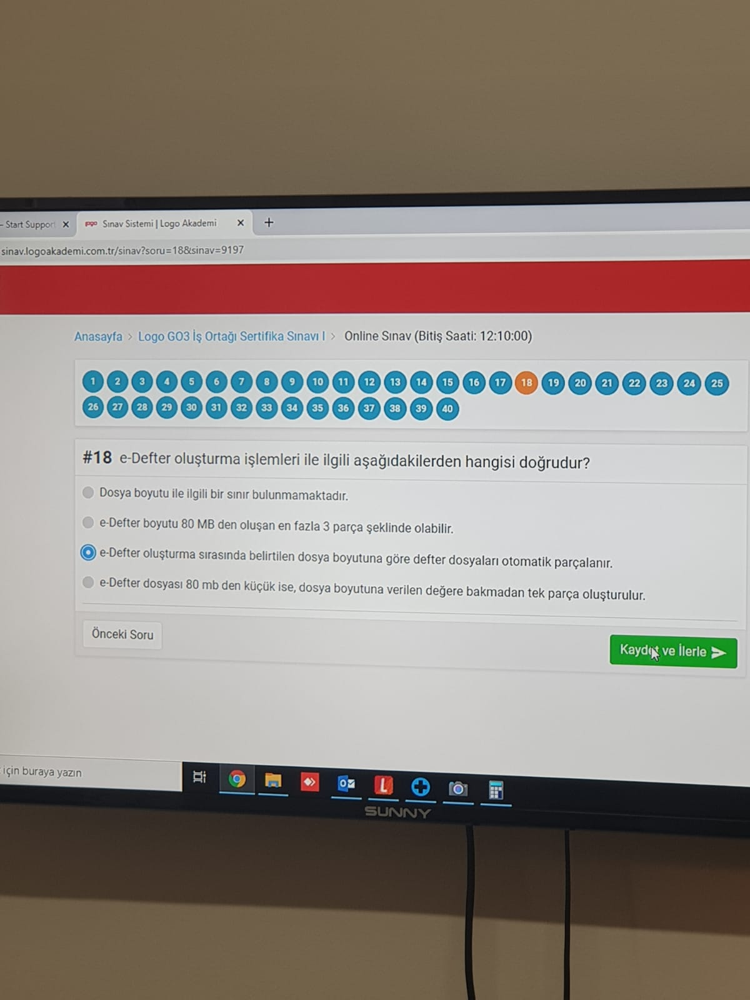 - Start Support
logo Sınav Sistemi | Logo Akademi
sinav.logoakademi.com.tr/sinav?soru=18&sinav=9197
Anasayfa > Logo GO3 İş Ortağı Sertifika Sınavı I > Online Sınav (Bitiş Saati: 12:10:00)
1 2 3 4 5 6 7 8 9 10 11 12 13 14 15 16 17 18 19 20 21 22 23 24 25
26 27 28 29 30 31 32 33 34 35 36 37 38 39 40
#18 e-Defter oluşturma işlemleri ile ilgili aşağıdakilerden hangisi doğrudur?
Dosya boyutu ile ilgili bir sınır bulunmamaktadır.
e-Defter boyutu 80 MB den oluşan en fazla 3 parça şeklinde olabilir.
e-Defter oluşturma sırasında belirtilen dosya boyutuna göre defter dosyaları otomatik parçalanır.
e-Defter dosyası 80 mb den küçük ise, dosya boyutuna verilen değere bakmadan tek parça oluşturulur.
Önceki Soru
Kaydet ve İlerle
için buraya yazın
SUNNY